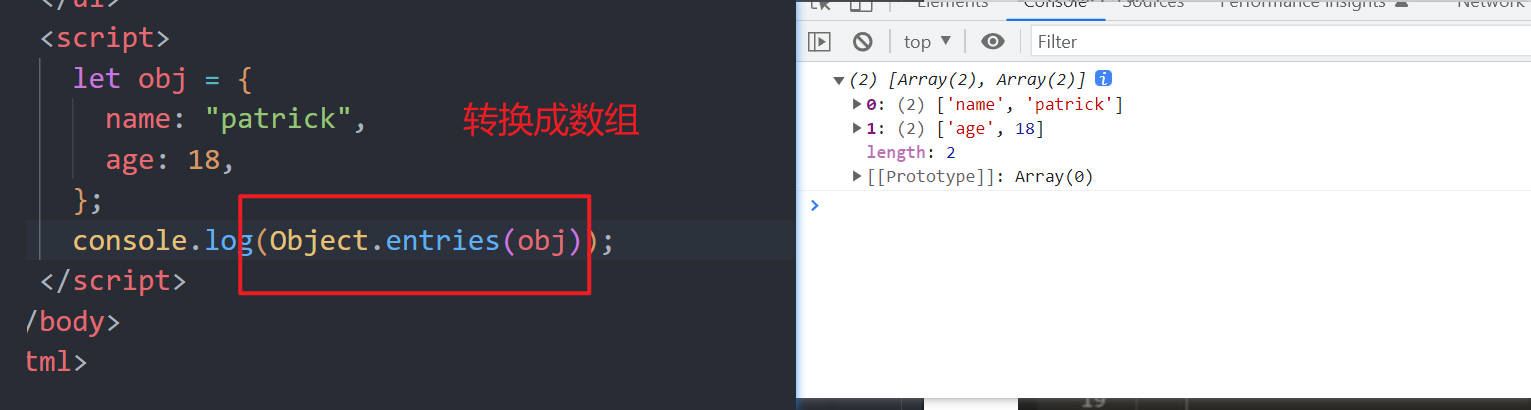 </ul>
<script>
let obj = {
name: "patrick",
age: 18,
};
console.log(Object.entries(obj));
</script>
/body>
tml>
转换成数组
Elements Console Sources Performance insights Network
top ▼ Filter
▼ (2) [Array(2), Array(2)] i
▶ 0: (2) ['name', 'patrick']
▶ 1: (2) ['age', 18]
length: 2
▶ [[Prototype]]: Array(0)
>
19